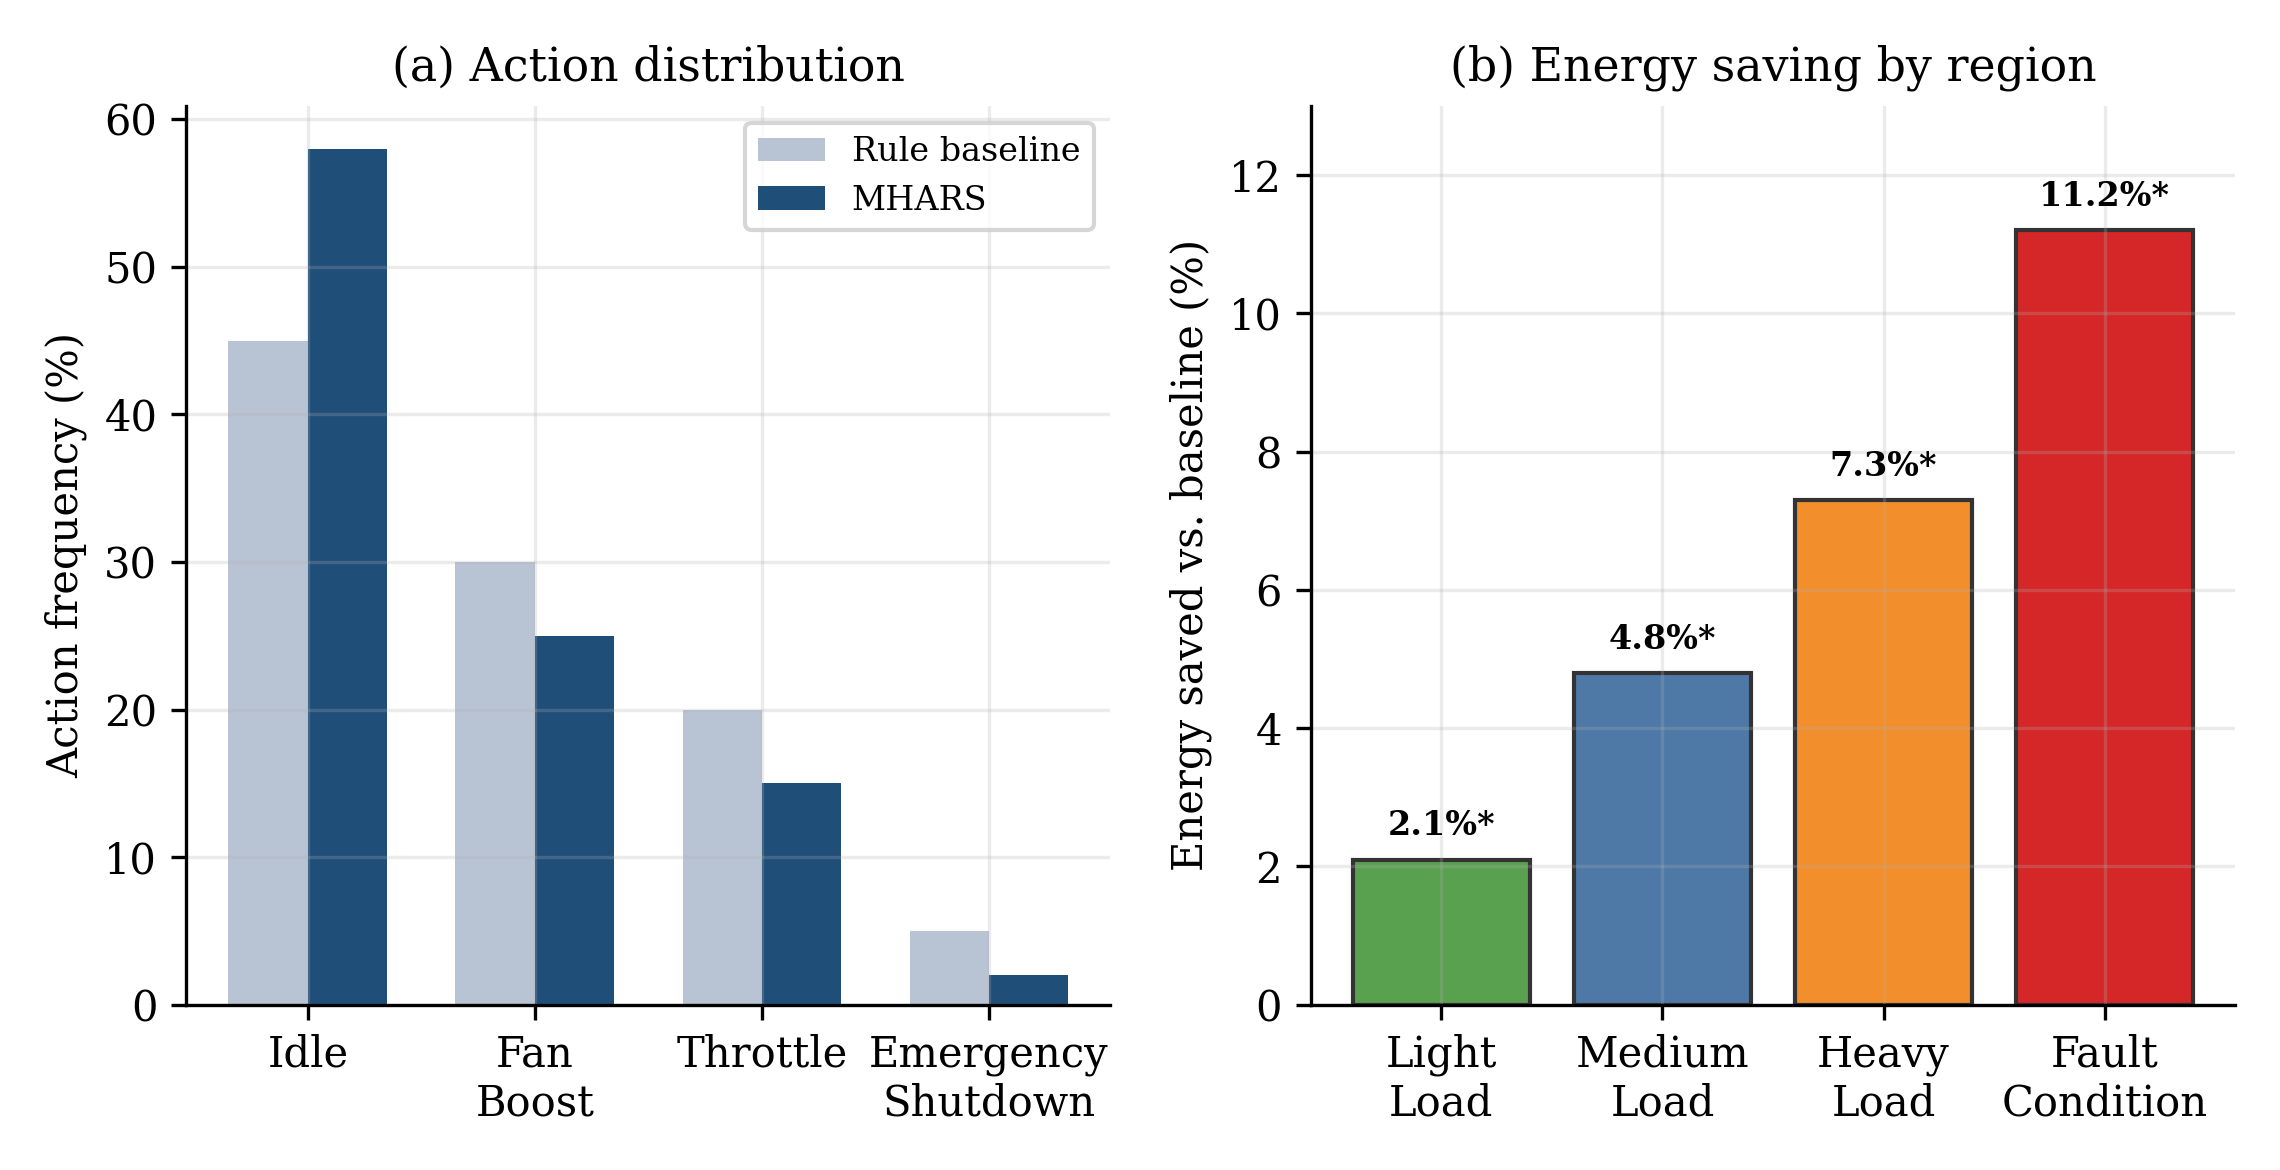 (a) Action distribution
Action frequency (%)
60
50
40
30
20
10
0
Rule baseline
MHARS
Idle
Fan
Boost
Throttle
Emergency
Shutdown
(b) Energy saving by region
Energy saved vs. baseline (%)
12
10
8
6
4
2
0
2.1%*
4.8%*
7.3%*
11.2%*
Light
Load
Medium
Load
Heavy
Load
Fault
Condition